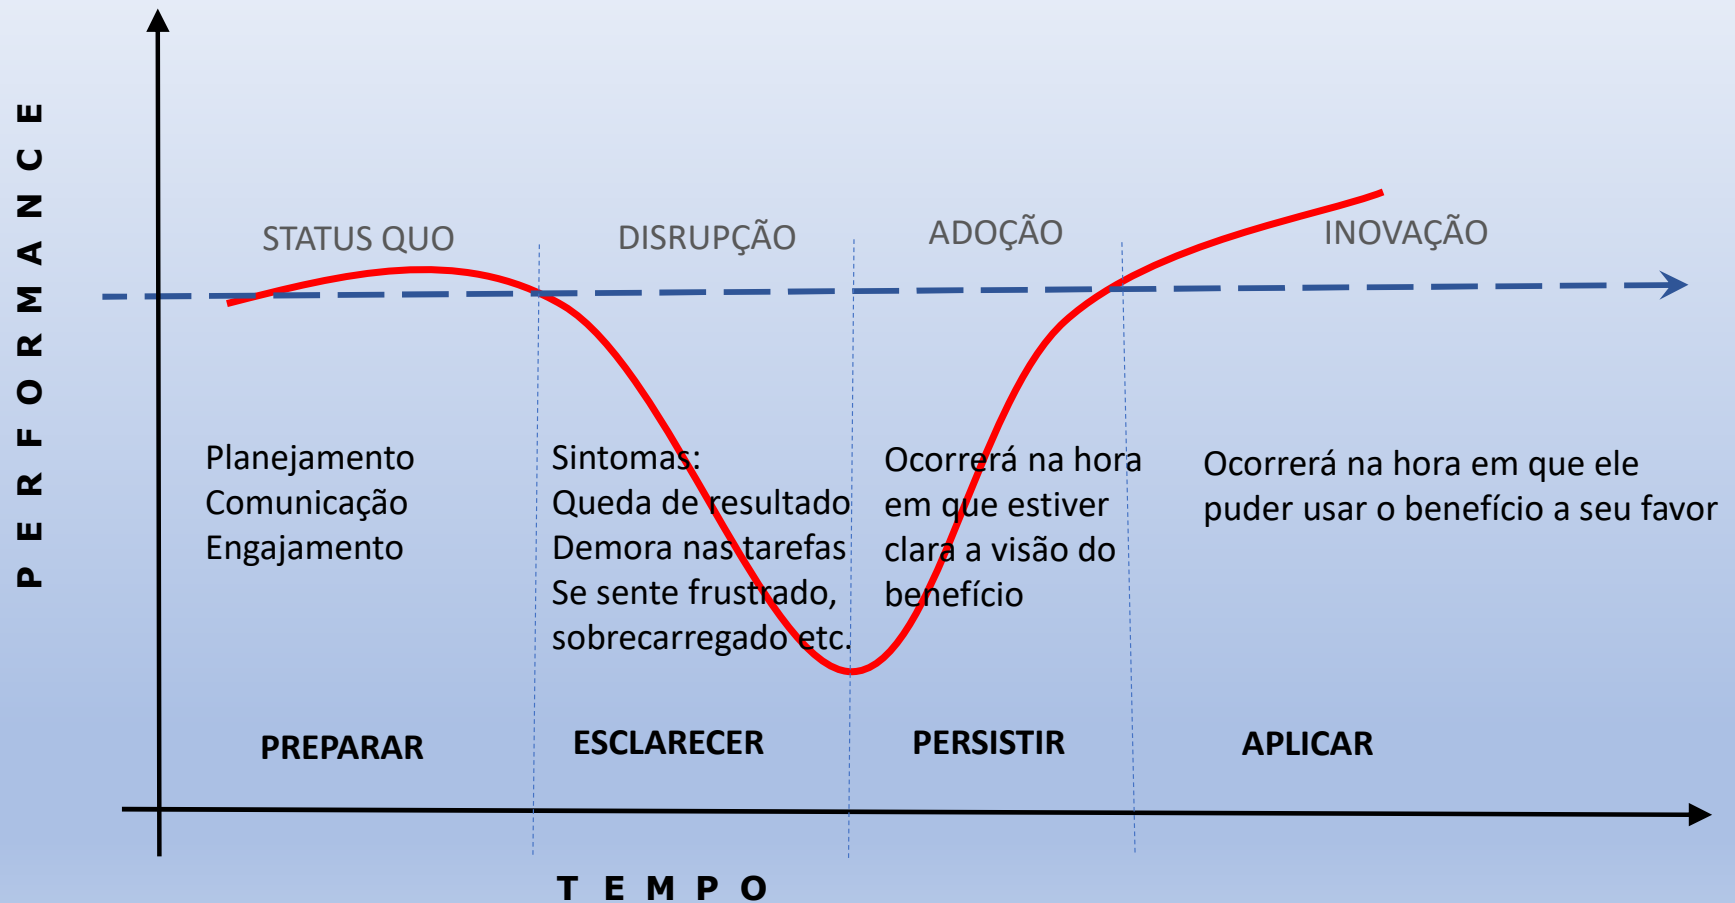 PERFORMANCE
STATUS QUO
DISRUPÇÃO
ADOÇÃO
INOVAÇÃO
Planejamento
Comunicação
Engajamento
Sintomas:
Queda de resultado
Demora nas tarefas
Se sente frustrado,
sobrecarregado etc.
Ocorrerá na hora
em que estiver
clara a visão do
benefício
Ocorrerá na hora em que ele
puder usar o benefício a seu favor
PREPARAR
ESCLARECER
PERSISTIR
APLICAR
TEMPO